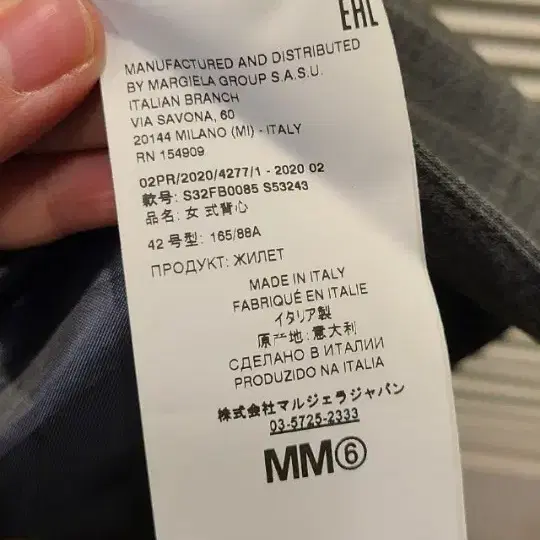 EAC
MANUFACTURED AND DISTRIBUTED
BY MARGIELA GROUP S.A.S.U.
ITALIAN BRANCH
VIA SAVONA, 60
20144 MILANO (MI) - ITALY
RN 154909
02PR/2020/4277/1 - 2020 02
款号: S32FB0085 S53243
品名: 女 式背心
42 号型: 165/88A
ПРОДУКТ: ЖИЛЕТ
MADE IN ITALY
FABRIQUÉ EN ITALIE
イタリア製
原产地: 意大利
СДЕЛАНО В ИТАЛИИ
PRODUZIDO NA ITALIA
株式会社マルジェラジャパン
03-5725-2333
MM⑥